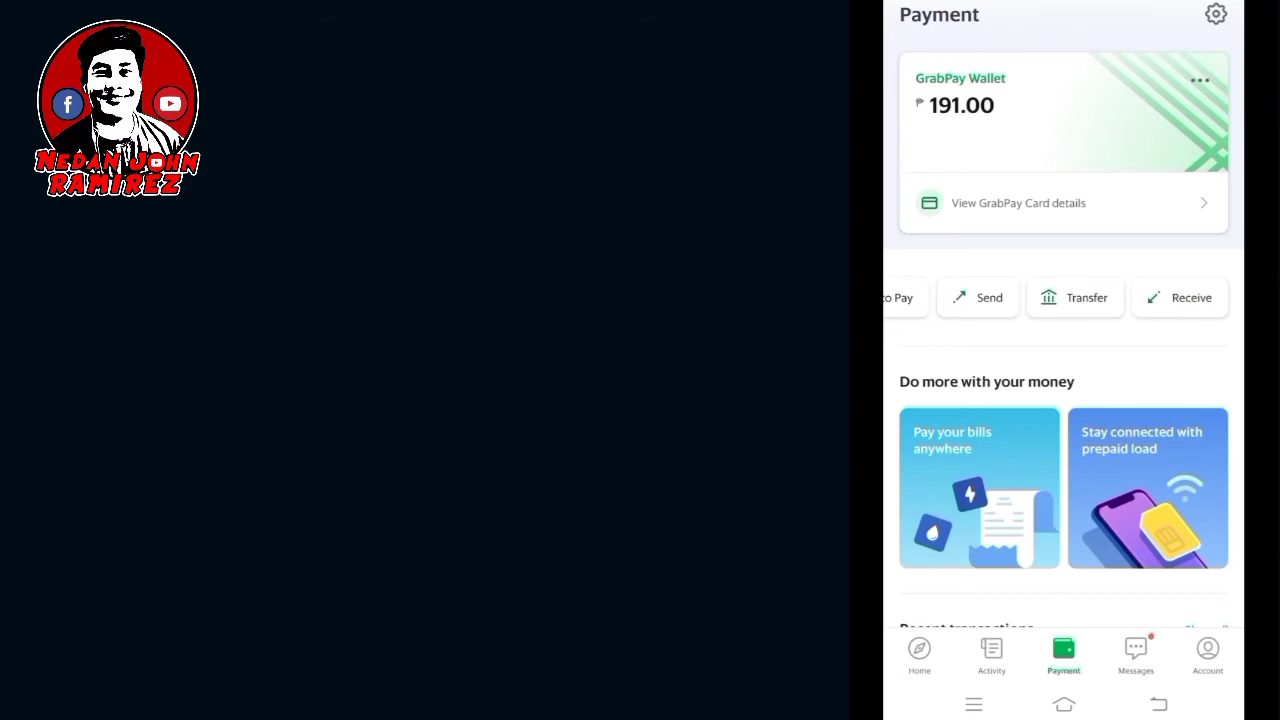 NEDAN JOHN
RAMIREZ
Payment
GrabPay Wallet
₱ 191.00
View GrabPay Card details
to Pay
Send
Transfer
Receive
Do more with your money
Pay your bills
anywhere
Stay connected with
prepaid load
Recent transactions
Home
Activity
Payment
Messages
Account